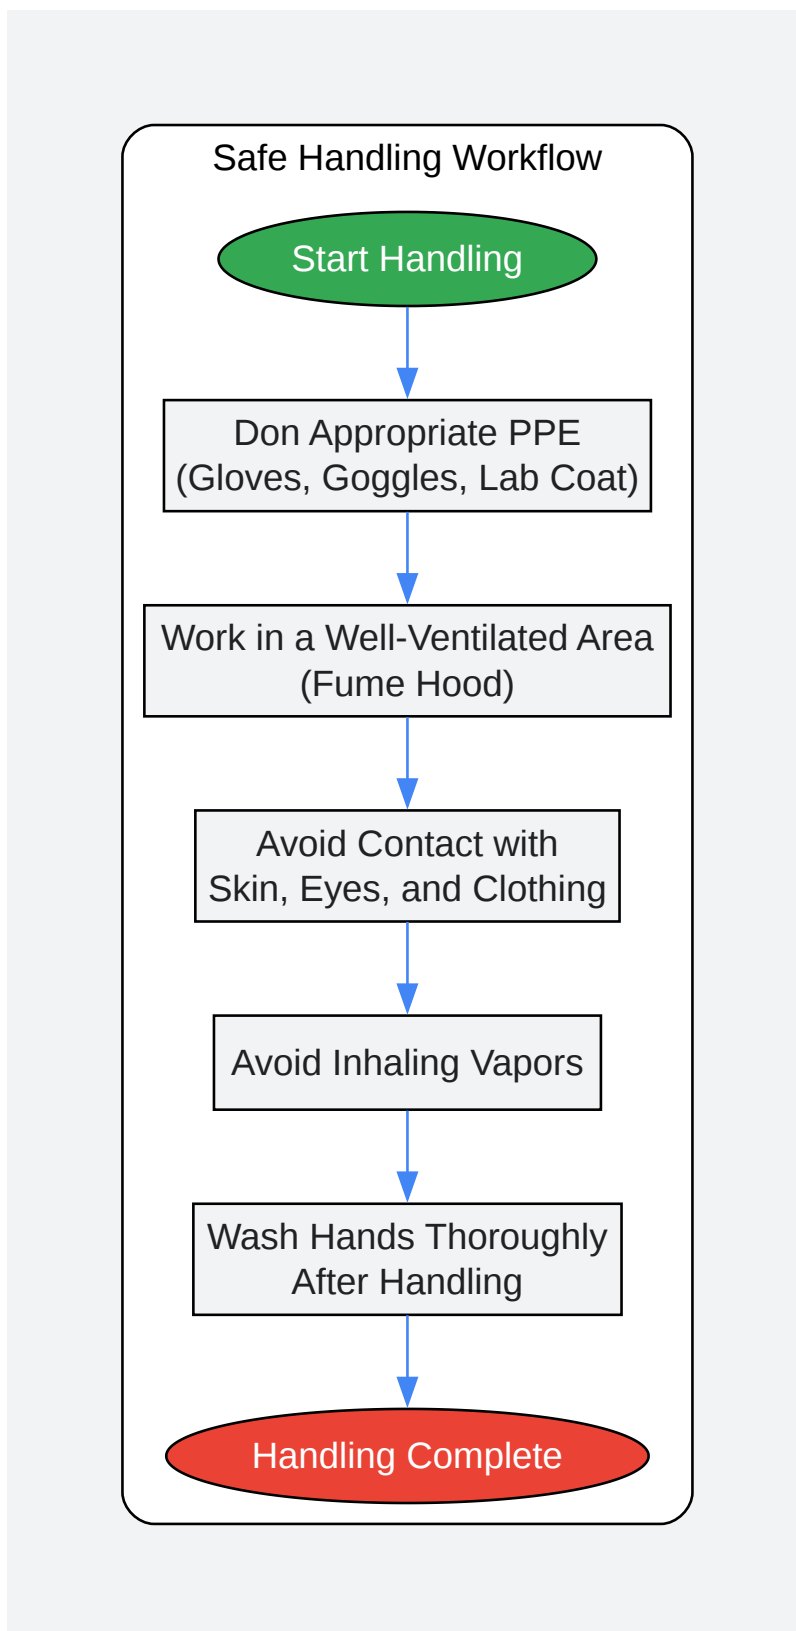 Safe Handling Workflow
Start Handling
Don Appropriate PPE
(Gloves, Goggles, Lab Coat)
Work in a Well-Ventilated Area
(Fume Hood)
Avoid Contact with
Skin, Eyes, and Clothing
Avoid Inhaling Vapors
Wash Hands Thoroughly
After Handling
Handling Complete